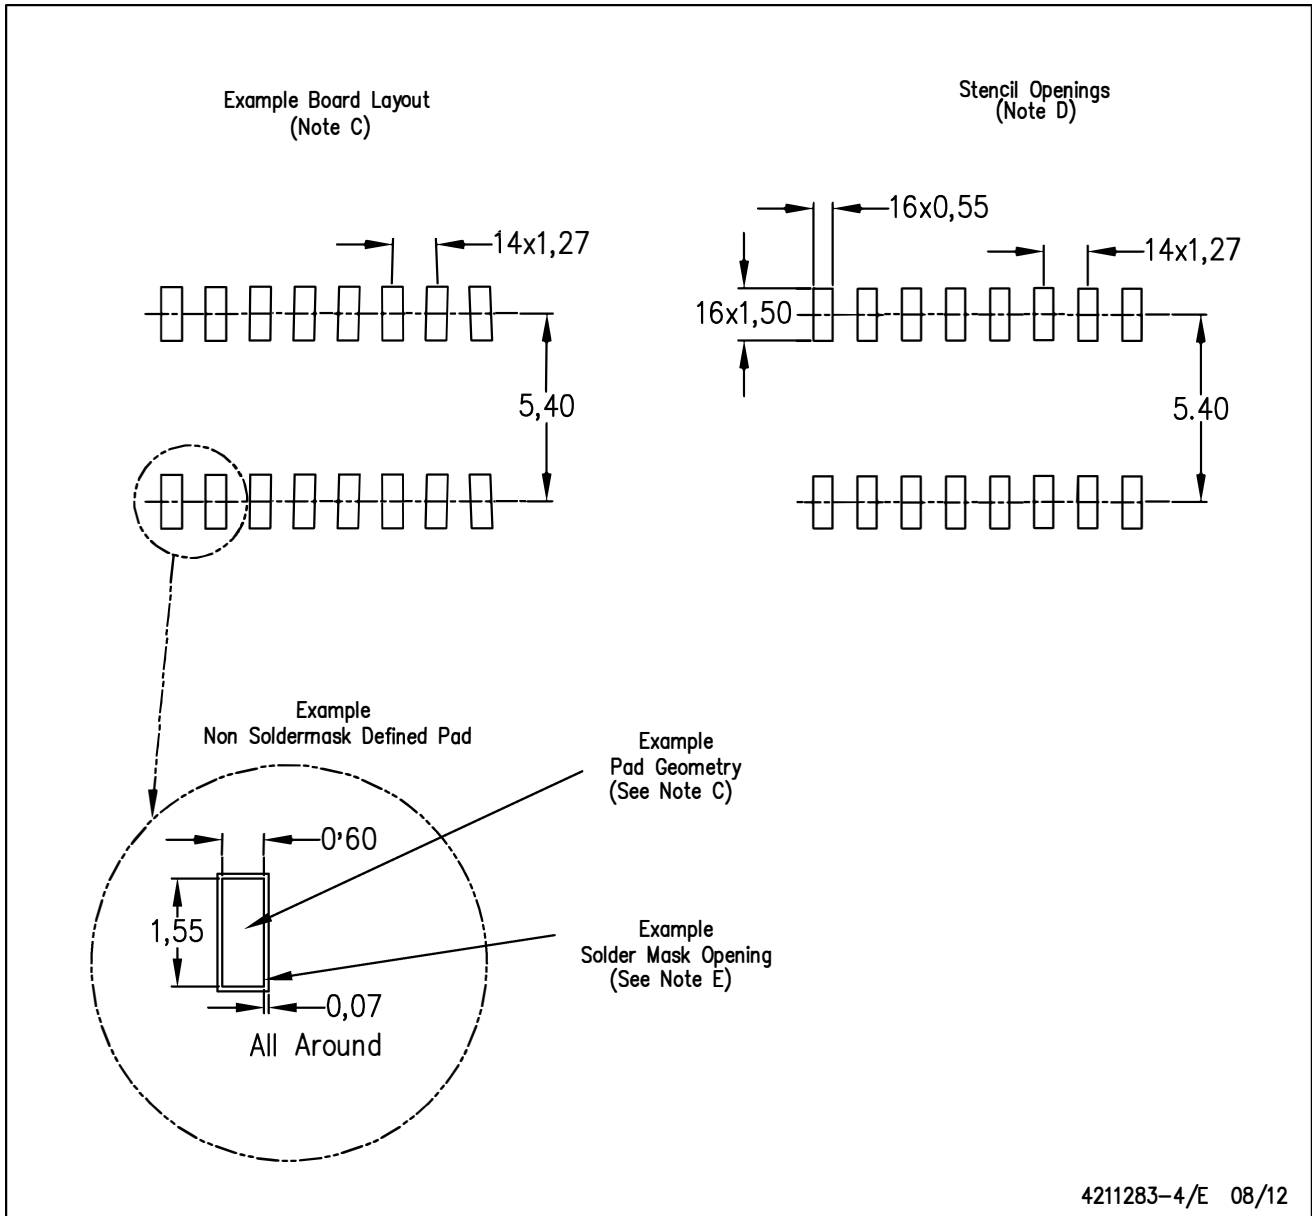 Example Board Layout
(Note C)
Stencil Openings
(Note D)
16x0,55
14x1,27
14x1,27
16x1,50
5,40
5.40
Example
Non Soldermask Defined Pad
Example
Pad Geometry
(See Note C)
0,60
1,55
Example
Solder Mask Opening
(See Note E)
0,07
All Around
4211283-4/E 08/12